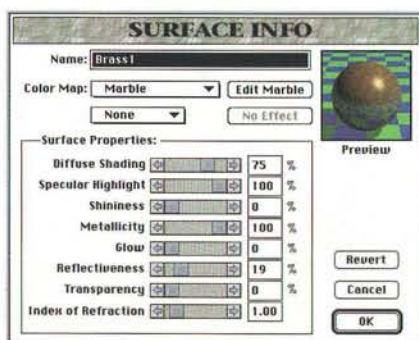 SURFACE INFO
Name: Brass1
Color Map: Marble Edit Marble
None No Effect
Preview
Surface Properties:
Diffuse Shading 75 %
Specular Highlight 100 %
Shininess 0 %
Metallicity 100 %
Glow 0 %
Reflectiveness 19 %
Transparency 0 %
Index of Refraction 1.00
Revert
Cancel
OK